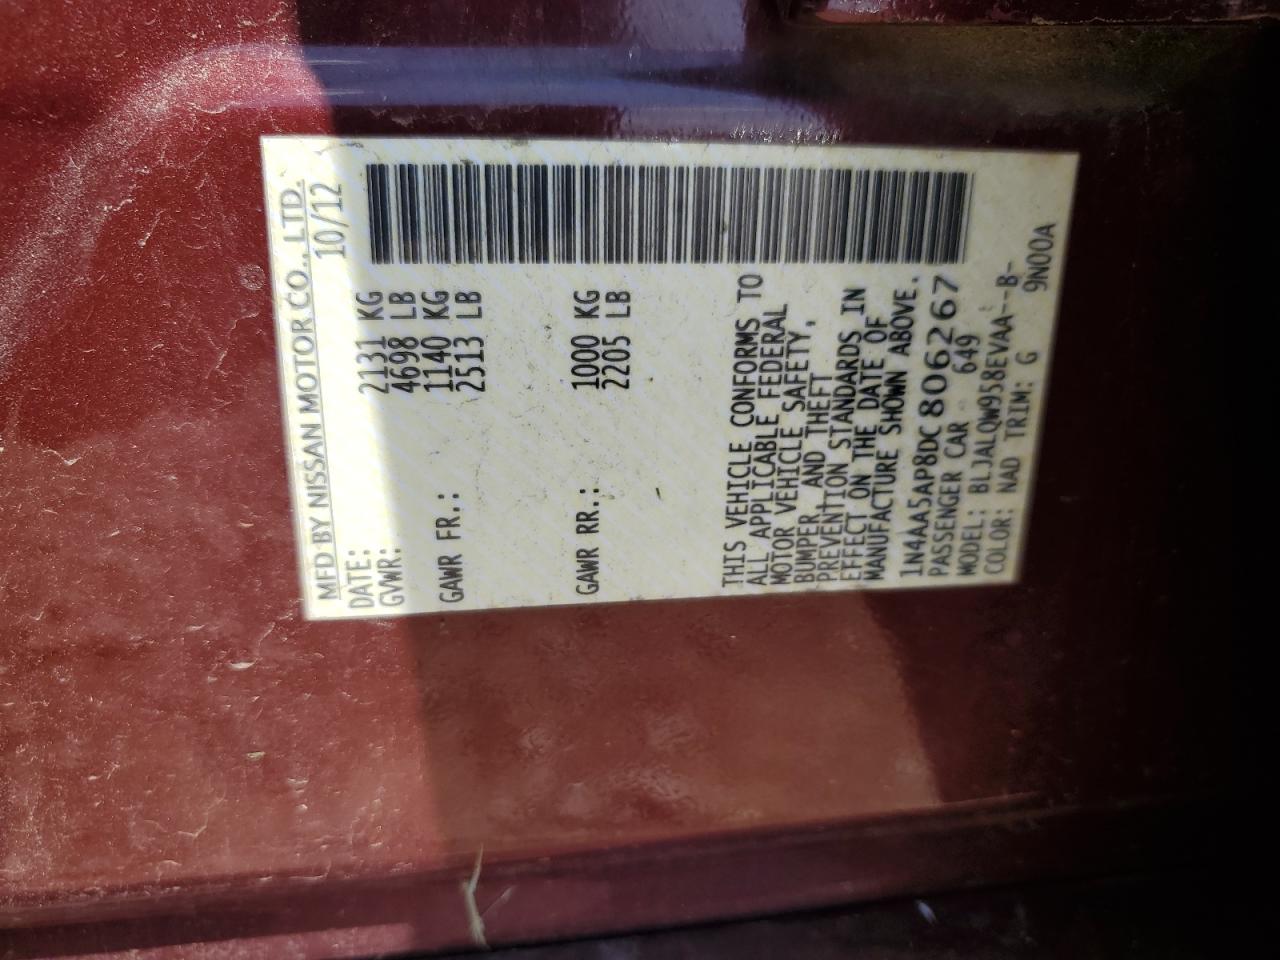 MFD BY NISSAN MOTOR CO., LTD.
DATE: 10/12
GVWR: 2131 KG
4698 LB
GAWR FR.: 1140 KG
2513 LB
GAWR RR.: 1000 KG
2205 LB
THIS VEHICLE CONFORMS TO
ALL APPLICABLE FEDERAL
MOTOR VEHICLE SAFETY,
BUMPER, AND THEFT
PREVENTION STANDARDS IN
EFFECT ON THE DATE OF
MANUFACTURE SHOWN ABOVE.
1N4AA5AP8DC806267
PASSENGER CAR 649
MODEL: BLJALQW958EVAA--B-
COLOR: NAD TRIM: G 9N00A